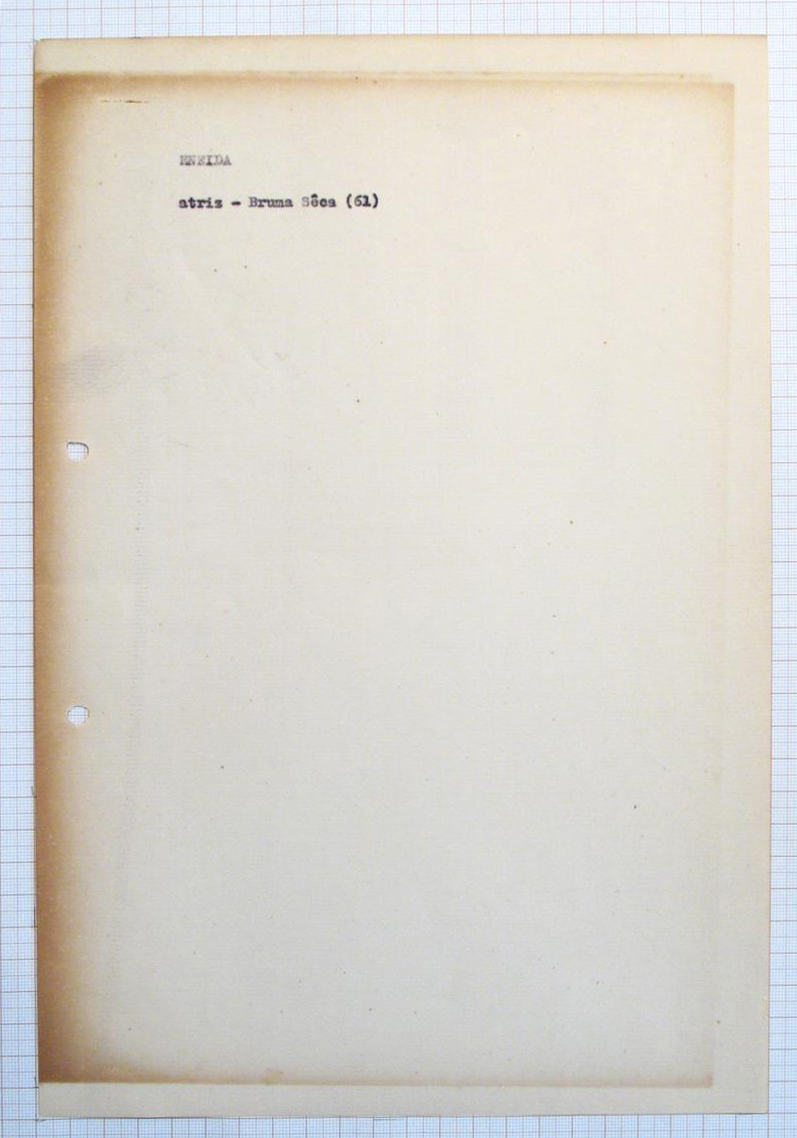 ENEIDA
atriz - Bruma Sêca (61)